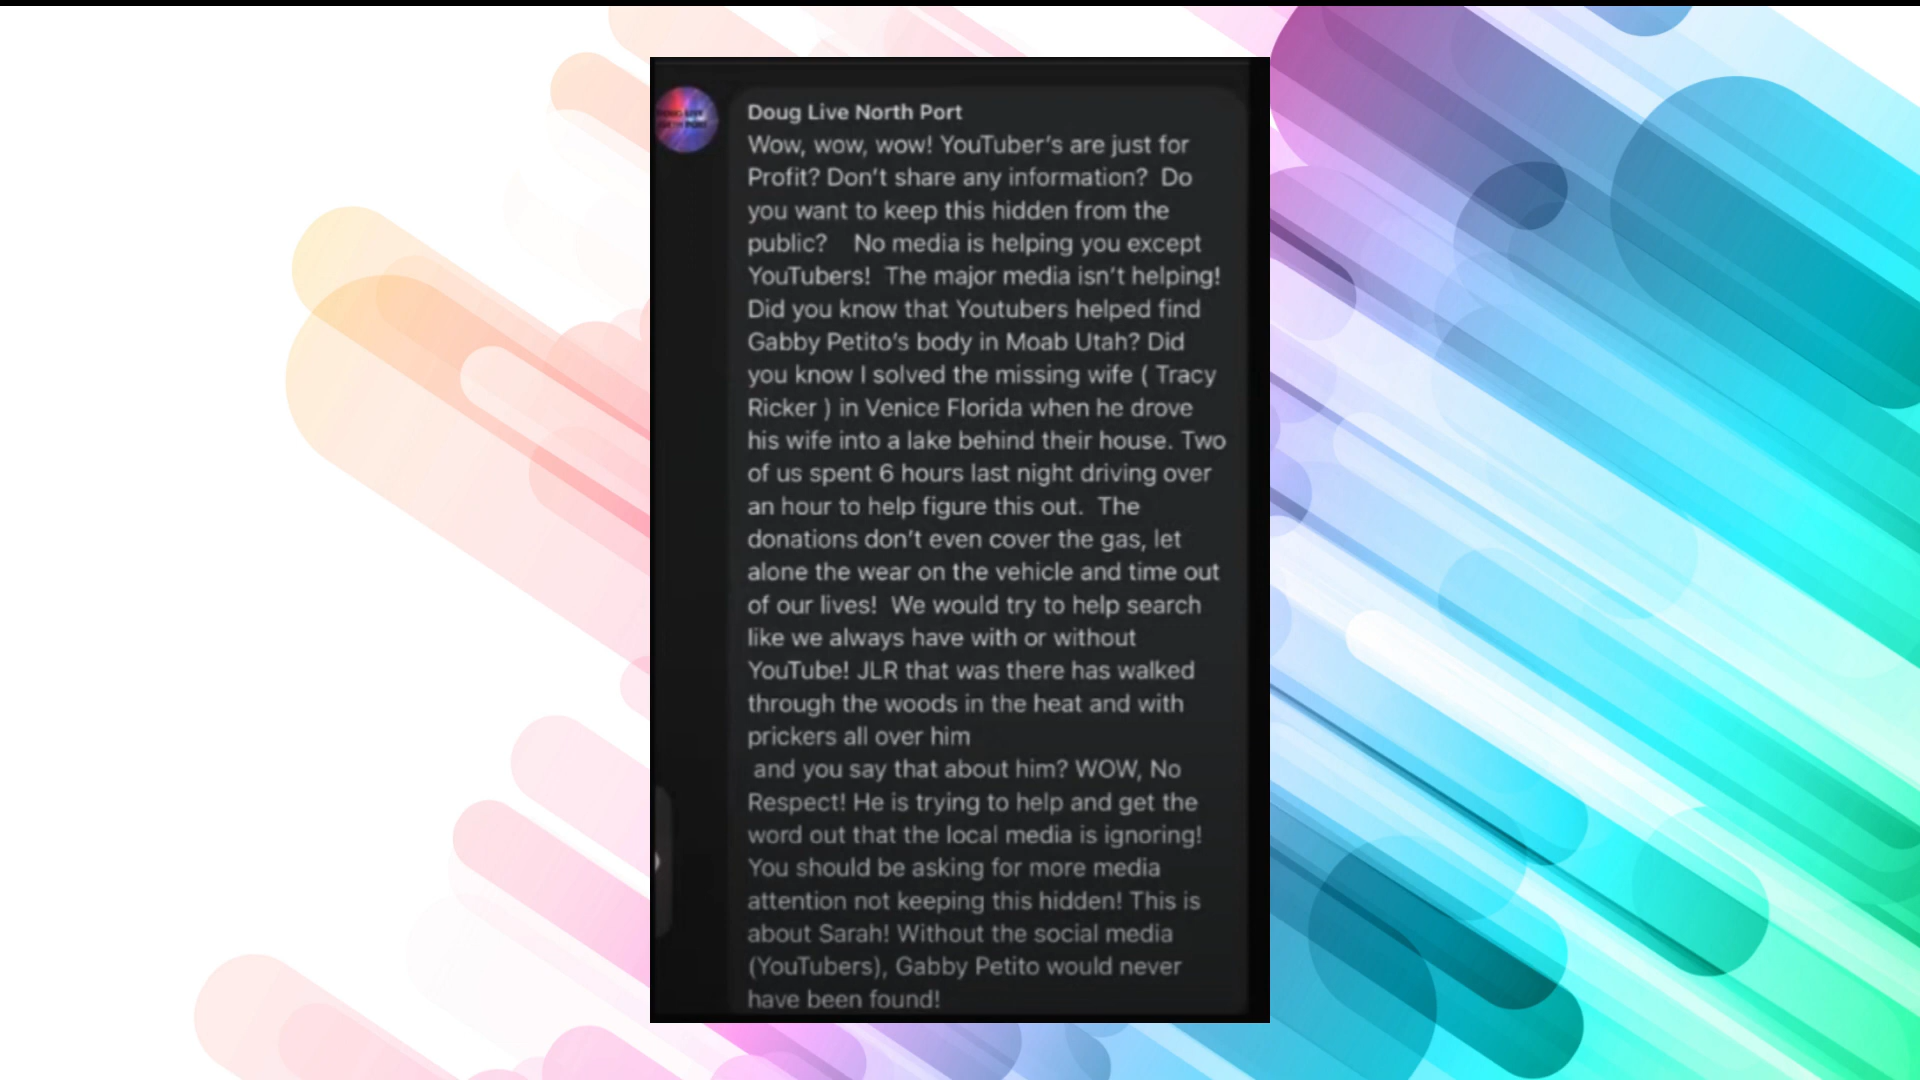 Doug Live North Port
Wow, wow, wow! YouTuber's are just for
Profit? Don't share any information?  Do
you want to keep this hidden from the
public?    No media is helping you except
YouTubers!  The major media isn't helping!
Did you know that Youtubers helped find
Gabby Petito's body in Moab Utah? Did
you know I solved the missing wife ( Tracy
Ricker ) in Venice Florida when he drove
his wife into a lake behind their house. Two
of us spent 6 hours last night driving over
an hour to help figure this out.  The
donations don't even cover the gas, let
alone the wear on the vehicle and time out
of our lives!  We would try to help search
like we always have with or without
YouTube! JLR that was there has walked
through the woods in the heat and with
prickers all over him
and you say that about him? WOW, No
Respect! He is trying to help and get the
word out that the local media is ignoring!
You should be asking for more media
attention not keeping this hidden! This is
about Sarah! Without the social media
(YouTubers), Gabby Petito would never
have been found!